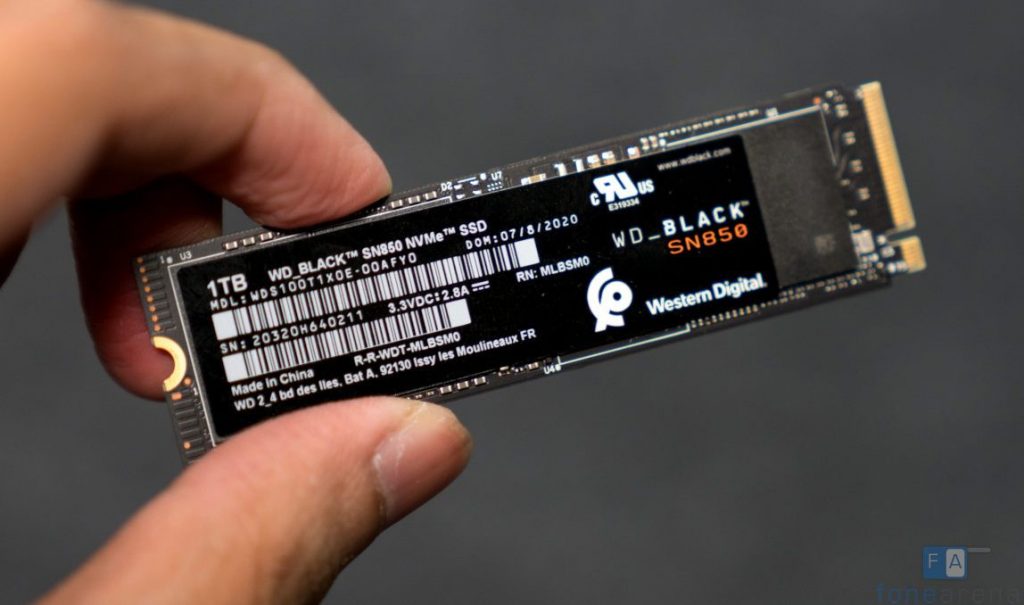 1TB WD_BLACK™ SN850 NVMe™ SSD
MDL: WDS100T1X0E-00AFY0 DOM: 07/8/2020
SN: 20320H640211 3.3VDC⎓2.8A RN: MLBSM0
R-R-WDT-MLBSM0
Made in China
WD 2_4 bd des Iles, Bat A, 92130 Issy les Moulineaux FR
www.wdblack.com
c RU US
E319334
WD_BLACK™
SN850
Western Digital.
U3
D2
U7
U4
FA
fonearena